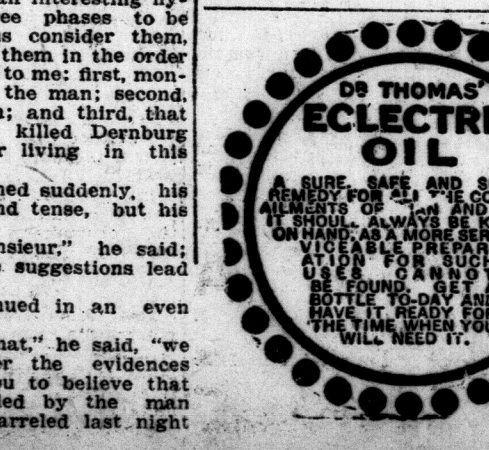 ee phases to be
s consider them,
them in the order
to me: first, mon-
the man; second,
; and third, that
killed Dernburg
living in this
ned suddenly, his
nd tense, but his
nsieur," he said;
suggestions lead
nued in an even
hat," he said, "we
r the evidences
ou to believe that
led by the man
arreled last night
DR THOMAS'
ECLECTRI
OIL
A SURE, SAFE AND S
REMEDY FOR ALL THE CO
AILMENTS OF MAN AND
IT SHOULD ALWAYS BE K
ON HAND, AS A MORE SER
VICEABLE PREPAR
ATION FOR SUCH
USES CANNOT
BE FOUND. GET A
BOTTLE TO-DAY AND
HAVE IT READY FO
THE TIME WHEN YOU
WILL NEED IT.